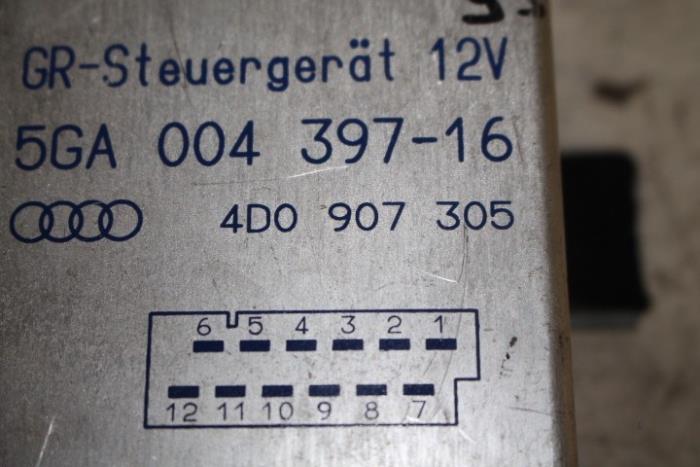 GR-Steuergerät 12V
5GA 004 397-16
4D0 907 305
6 5 4 3 2 1
12 11 10 9 8 7